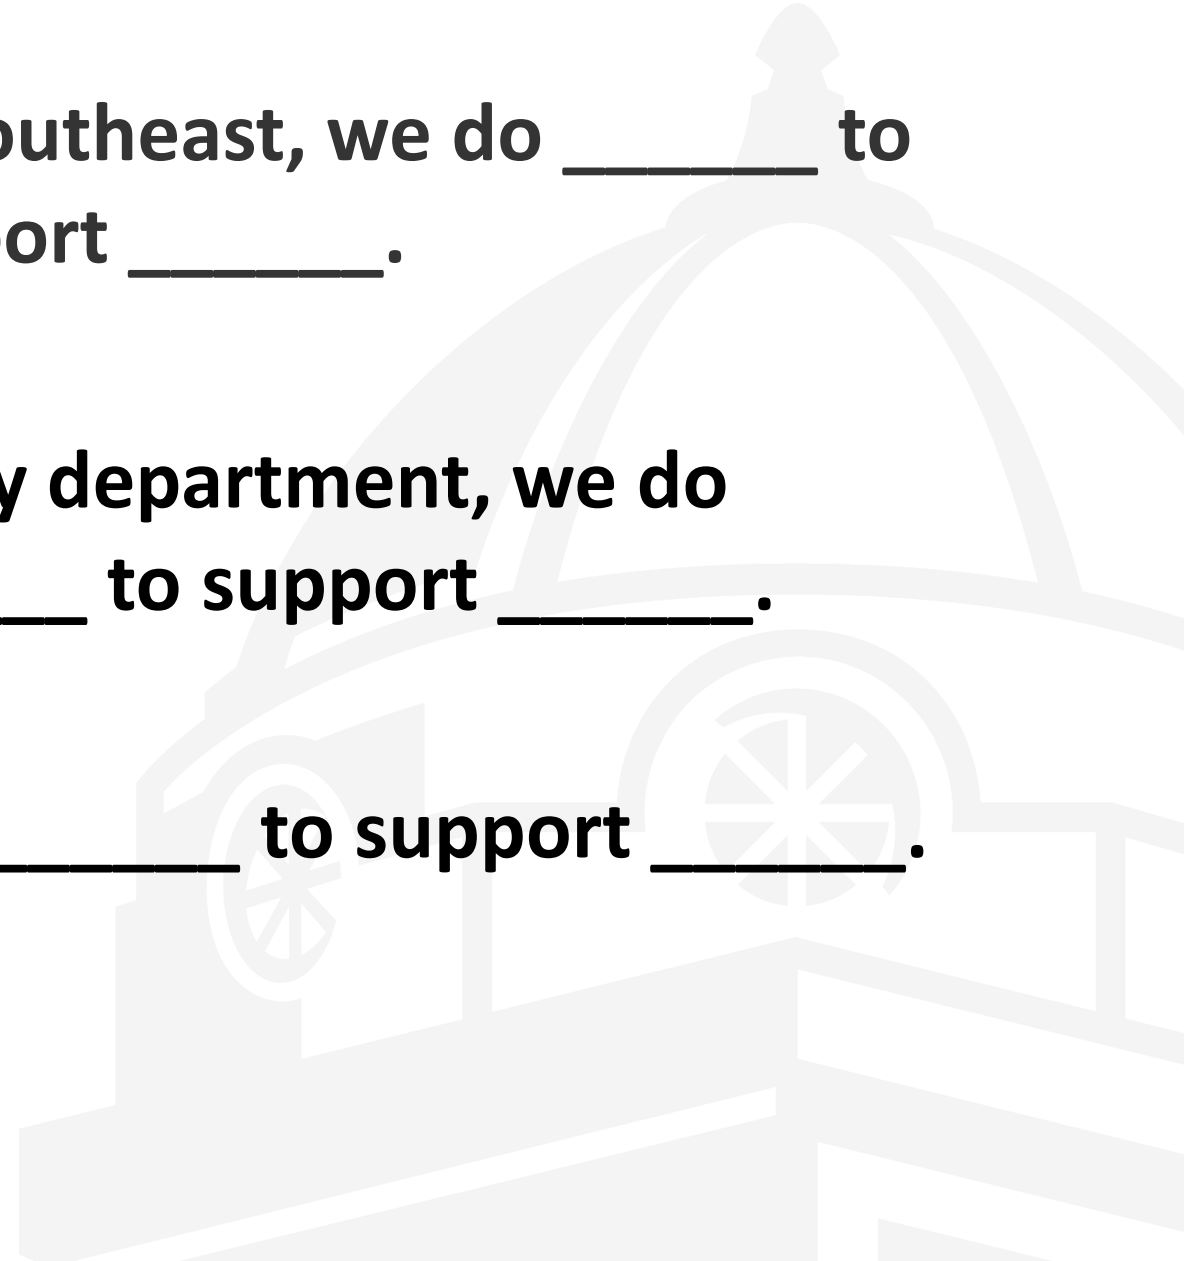 outheast, we do ______ to
ort ______.
y department, we do
__ to support ______.
______ to support ______.